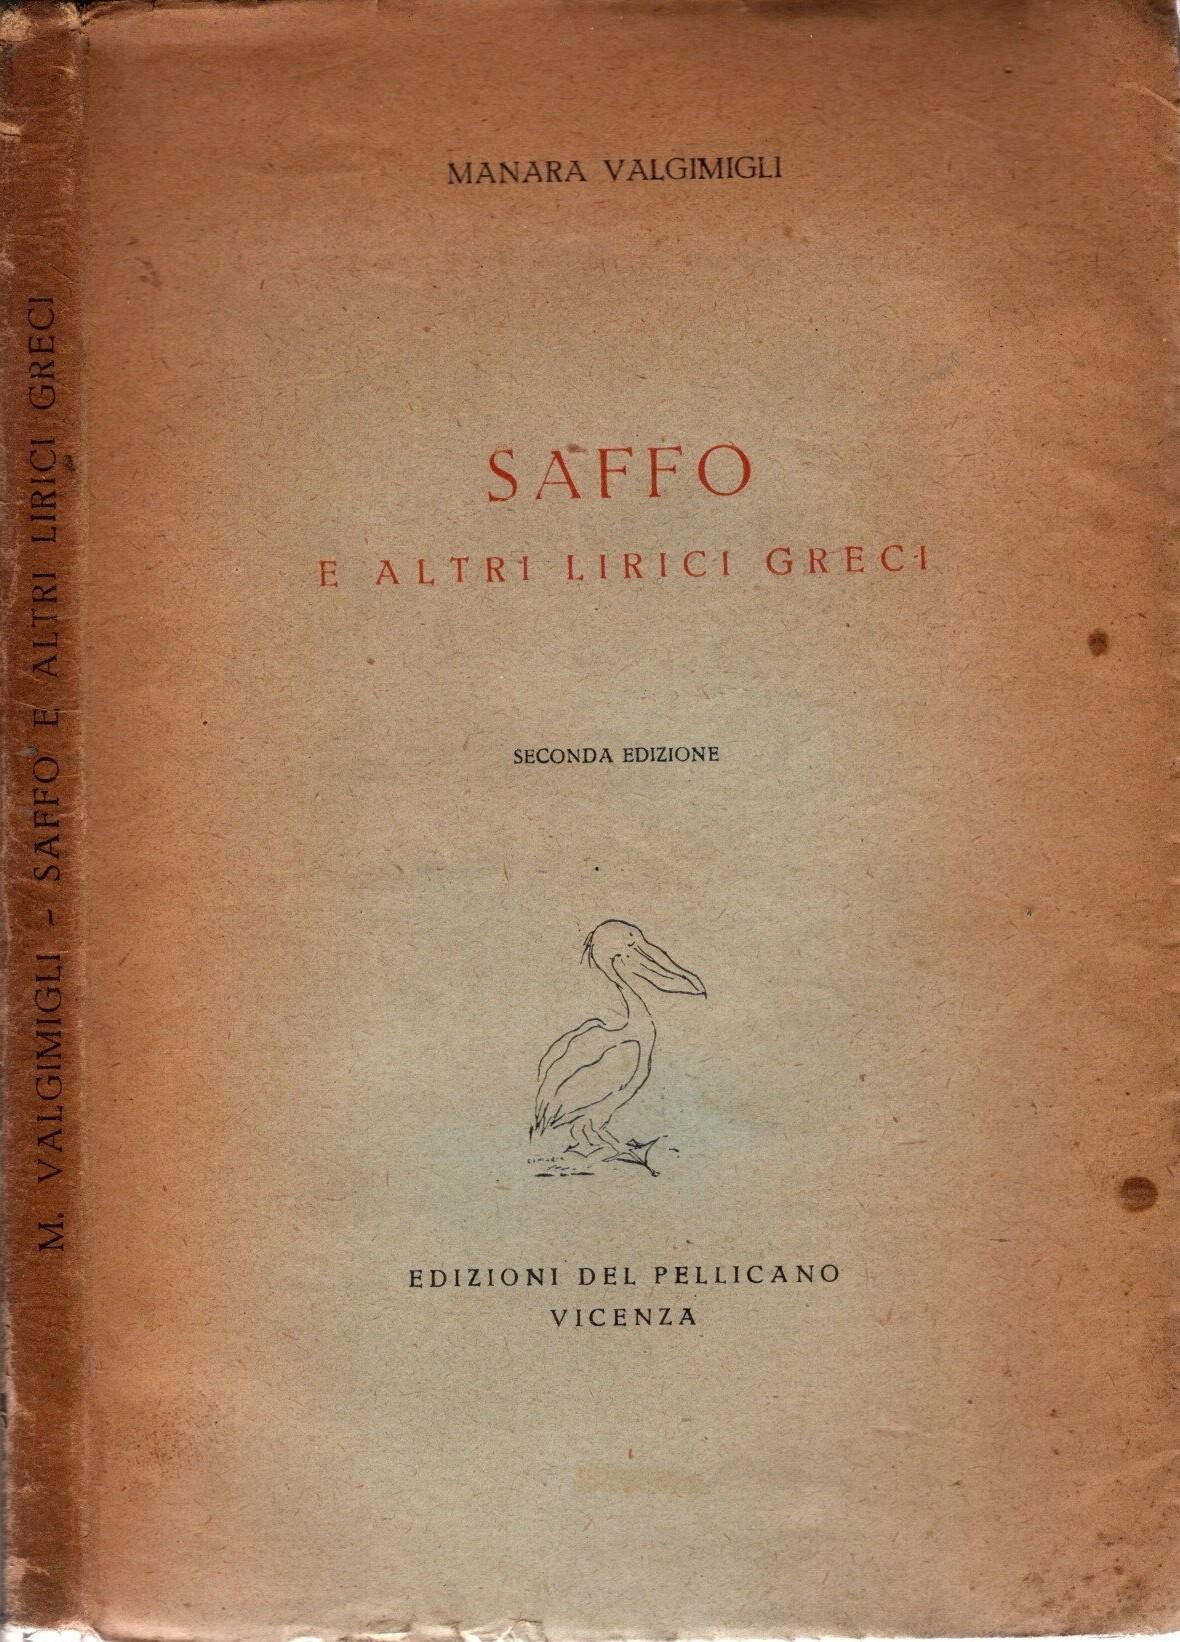 MANARA VALGIMIGLI
SAFFO
E ALTRI LIRICI GRECI
SECONDA EDIZIONE
EDIZIONI DEL PELLICANO
VICENZA
M. VALGIMIGLI - SAFFO E ALTRI LIRICI GRECI